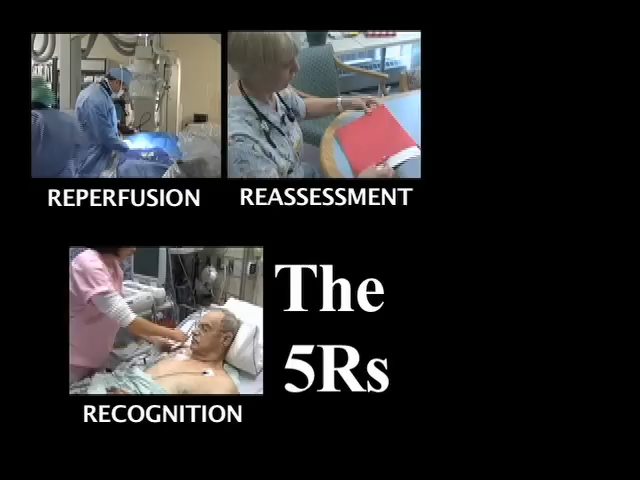 REPERFUSION
REASSESSMENT
The
5Rs
RECOGNITION